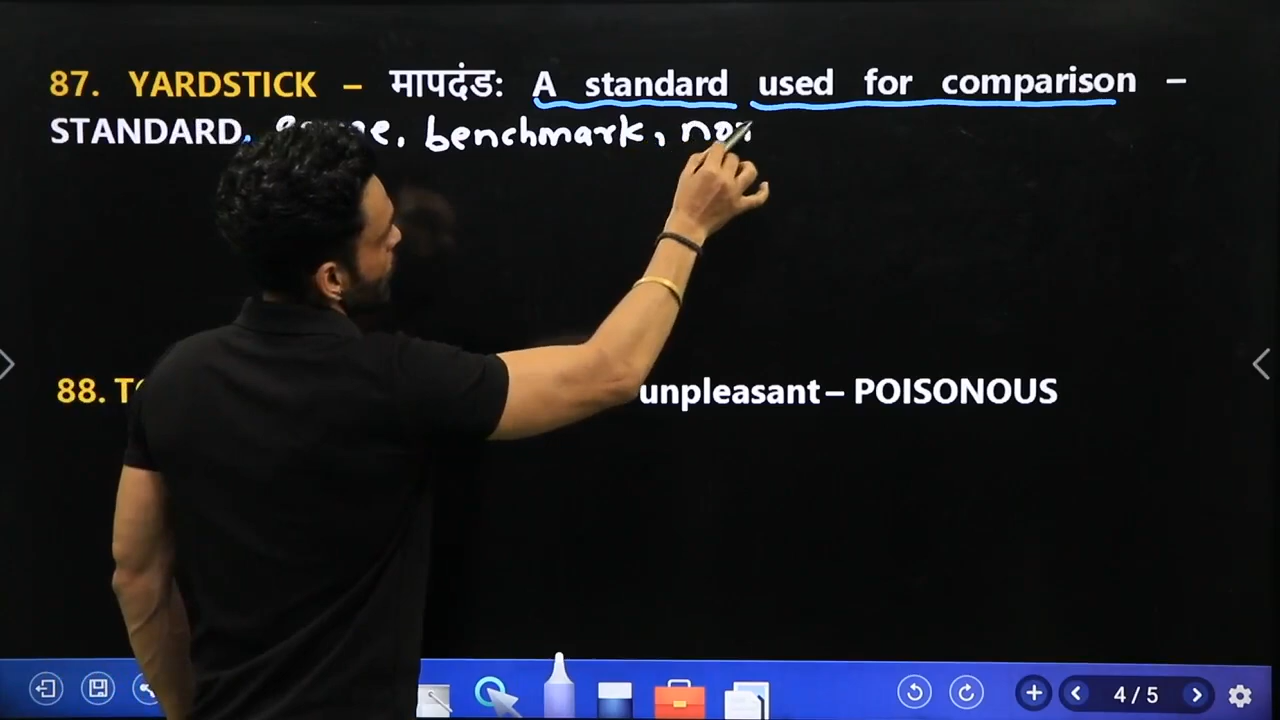 87. YARDSTICK – मापदंड: A standard used for comparison –
STANDARD, benchmark,
88. unpleasant – POISONOUS
4/5